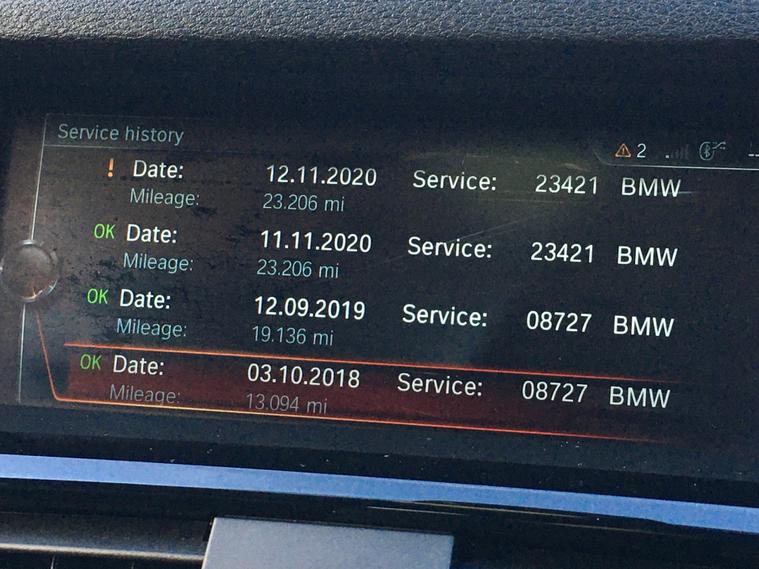 Service history
2
! Date: 12.11.2020 Service: 23421 BMW
Mileage: 23.206 mi
OK Date: 11.11.2020 Service: 23421 BMW
Mileage: 23.206 mi
OK Date: 12.09.2019 Service: 08727 BMW
Mileage: 19.136 mi
OK Date: 03.10.2018 Service: 08727 BMW
Mileage: 13.094 mi